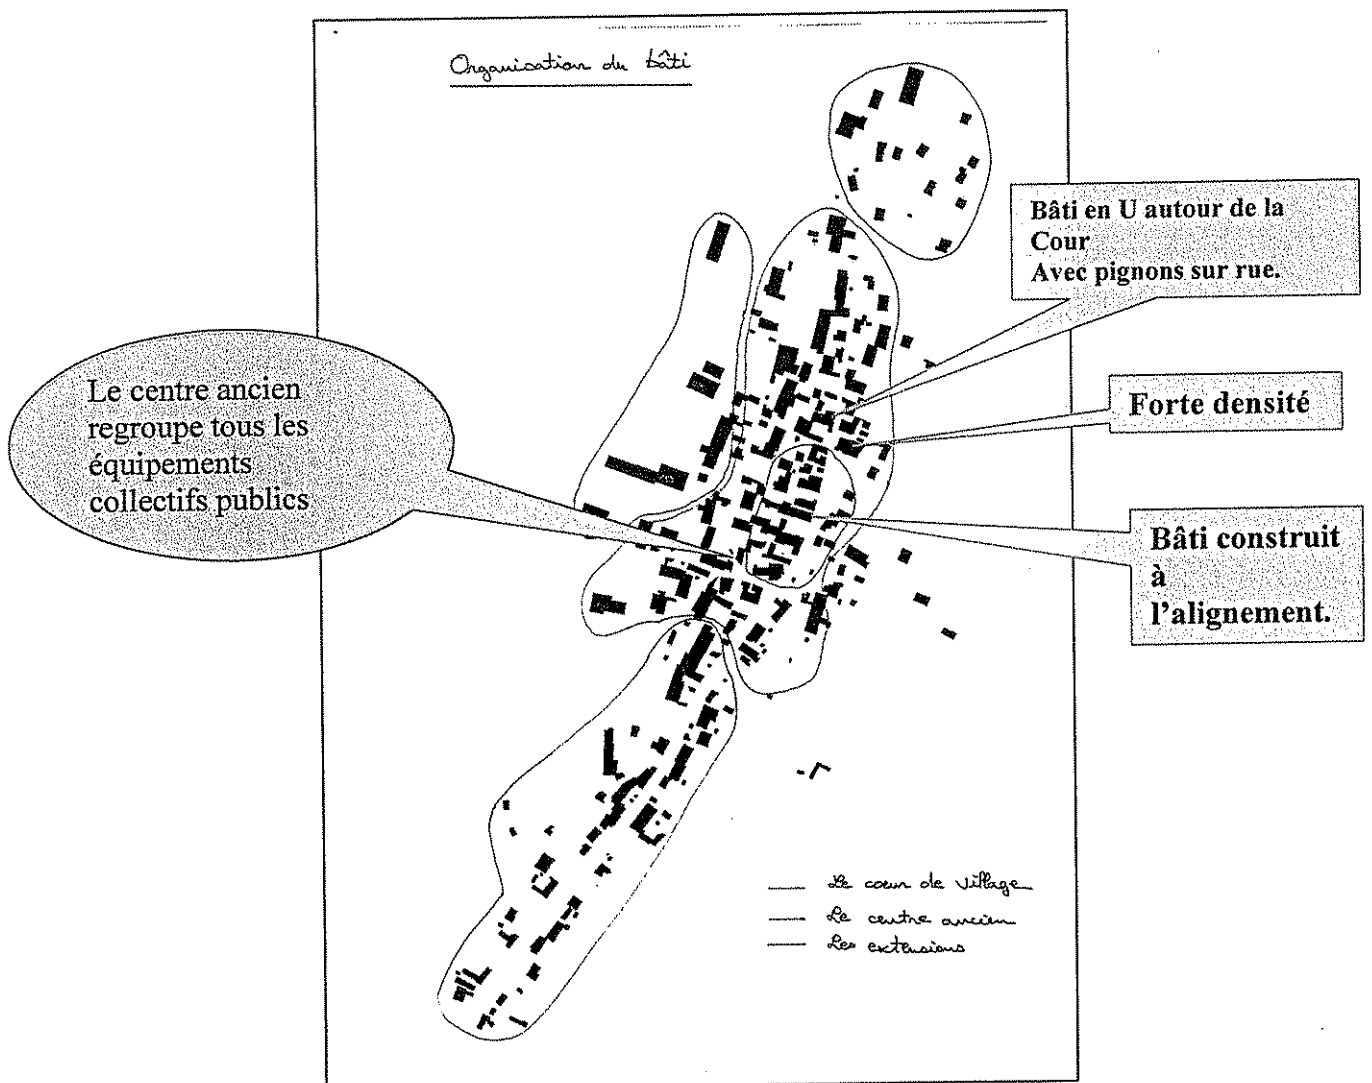 Organisation du bâti
Bâti en U autour de la
Cour
Avec pignons sur rue.
Le centre ancien
regroupe tous les
équipements
collectifs publics
Forte densité
Bâti construit
à
l'alignement.
Le cœur de village
Le centre ancien
Les extensions